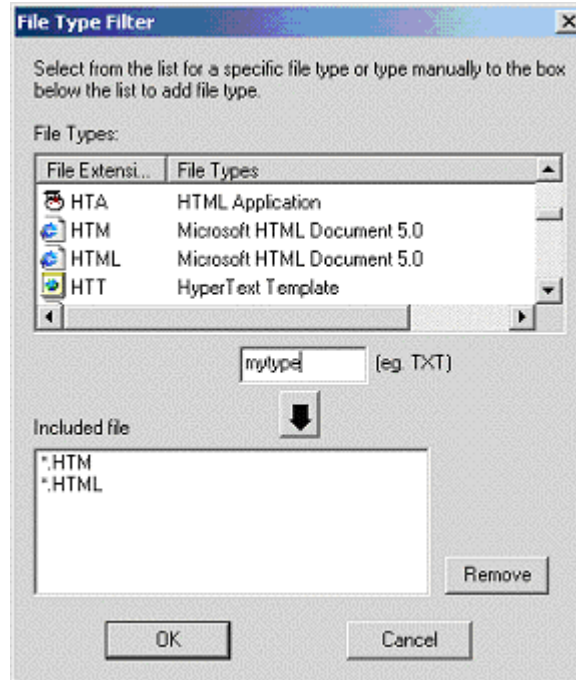 File Type Filter
Select from the list for a specific file type or type manually to the box
below the list to add file type.
File Types:
File Extensi... File Types
HTA HTML Application
HTM Microsoft HTML Document 5.0
HTML Microsoft HTML Document 5.0
HTT HyperText Template
mytype (eg. TXT)
Included file
*.HTM
*.HTML
Remove
OK Cancel